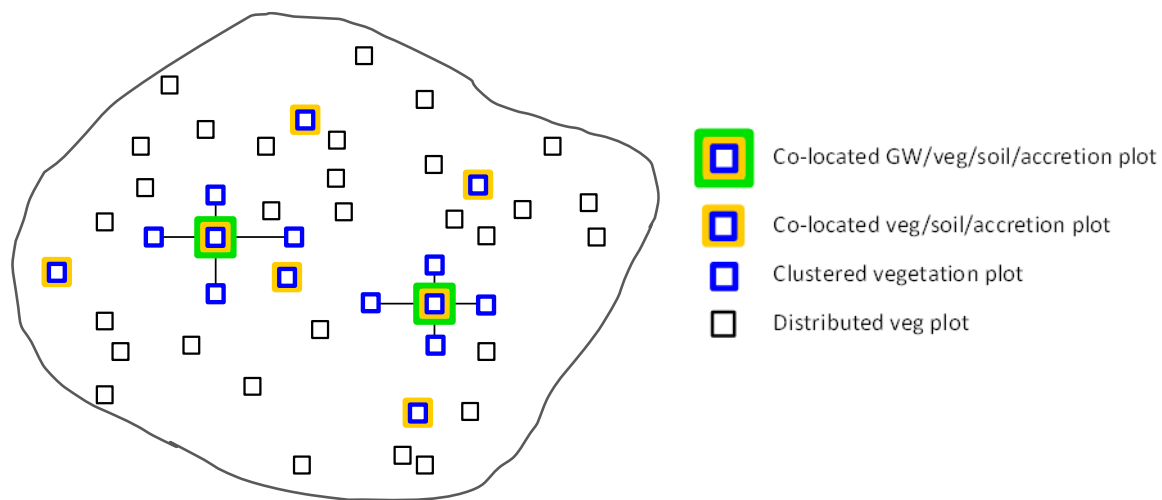 Co-located GW/veg/soil/accretion plot
Co-located veg/soil/accretion plot
Clustered vegetation plot
Distributed veg plot